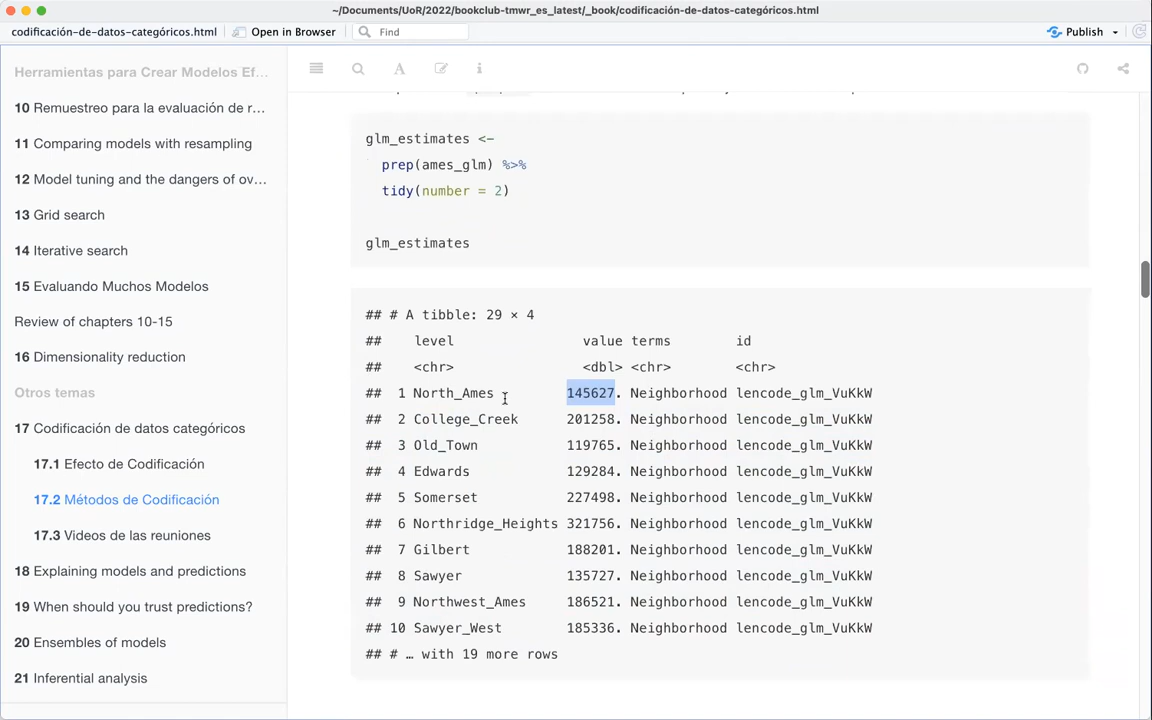 ~/Documents/UoR/2022/bookclub-tmwr_es_latest/_book/codificación-de-datos-categóricos.html
codificación-de-datos-categóricos.html
Open in Browser
Find
Publish
Herramientas para Crear Modelos Ef…
10 Remuestreo para la evaluación de r…
11 Comparing models with resampling
12 Model tuning and the dangers of ov…
13 Grid search
14 Iterative search
15 Evaluando Muchos Modelos
Review of chapters 10-15
16 Dimensionality reduction
Otros temas
17 Codificación de datos categóricos
17.1 Efecto de Codificación
17.2 Métodos de Codificación
17.3 Videos de las reuniones
18 Explaining models and predictions
19 When should you trust predictions?
20 Ensembles of models
21 Inferential analysis
glm_estimates <-
prep(ames_glm) %>%
tidy(number = 2)
glm_estimates
## # A tibble: 29 × 4
## level value terms id
## <chr> <dbl> <chr> <chr>
## 1 North_Ames 145627. Neighborhood lencode_glm_VuKkW
## 2 College_Creek 201258. Neighborhood lencode_glm_VuKkW
## 3 Old_Town 119765. Neighborhood lencode_glm_VuKkW
## 4 Edwards 129284. Neighborhood lencode_glm_VuKkW
## 5 Somerset 227498. Neighborhood lencode_glm_VuKkW
## 6 Northridge_Heights 321756. Neighborhood lencode_glm_VuKkW
## 7 Gilbert 188201. Neighborhood lencode_glm_VuKkW
## 8 Sawyer 135727. Neighborhood lencode_glm_VuKkW
## 9 Northwest_Ames 186521. Neighborhood lencode_glm_VuKkW
## 10 Sawyer_West 185336. Neighborhood lencode_glm_VuKkW
## # … with 19 more rows